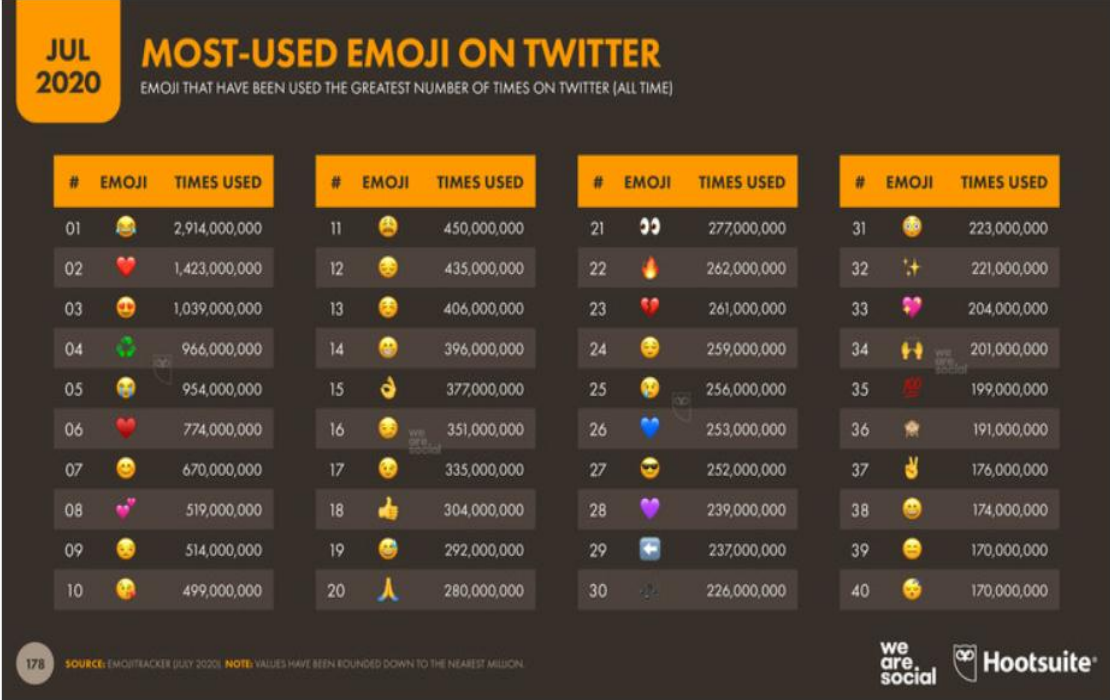 JUL
2020
MOST-USED EMOJI ON TWITTER
EMOJI THAT HAVE BEEN USED THE GREATEST NUMBER OF TIMES ON TWITTER (ALL TIME)
# EMOJI TIMES USED
01 😂 2,914,000,000
02 ❤️ 1,423,000,000
03 😍 1,039,000,000
04 ♻️ 966,000,000
05 😭 954,000,000
06 ♥️ 774,000,000
07 😊 670,000,000
08 💕 519,000,000
09 😒 514,000,000
10 😘 499,000,000
# EMOJI TIMES USED
11 😩 450,000,000
12 😔 435,000,000
13 ☺️ 406,000,000
14 😁 396,000,000
15 👌 377,000,000
16 😏 351,000,000
17 😉 335,000,000
18 👍 304,000,000
19 😅 292,000,000
20 🙏 280,000,000
# EMOJI TIMES USED
21 👀 277,000,000
22 🔥 262,000,000
23 💔 261,000,000
24 😌 259,000,000
25 😢 256,000,000
26 💙 253,000,000
27 😎 252,000,000
28 💜 239,000,000
29 ⬅️ 237,000,000
30 226,000,000
# EMOJI TIMES USED
31 😳 223,000,000
32 ✨ 221,000,000
33 💖 204,000,000
34 🙌 201,000,000
35 💯 199,000,000
36 🙈 191,000,000
37 ✌️ 176,000,000
38 😄 174,000,000
39 😑 170,000,000
40 😴 170,000,000
we
are
social
we
are
social
178
SOURCE: EMOJITRACKER (JULY 2020). NOTE: VALUES HAVE BEEN ROUNDED DOWN TO THE NEAREST MILLION.
we
are
social
Hootsuite®